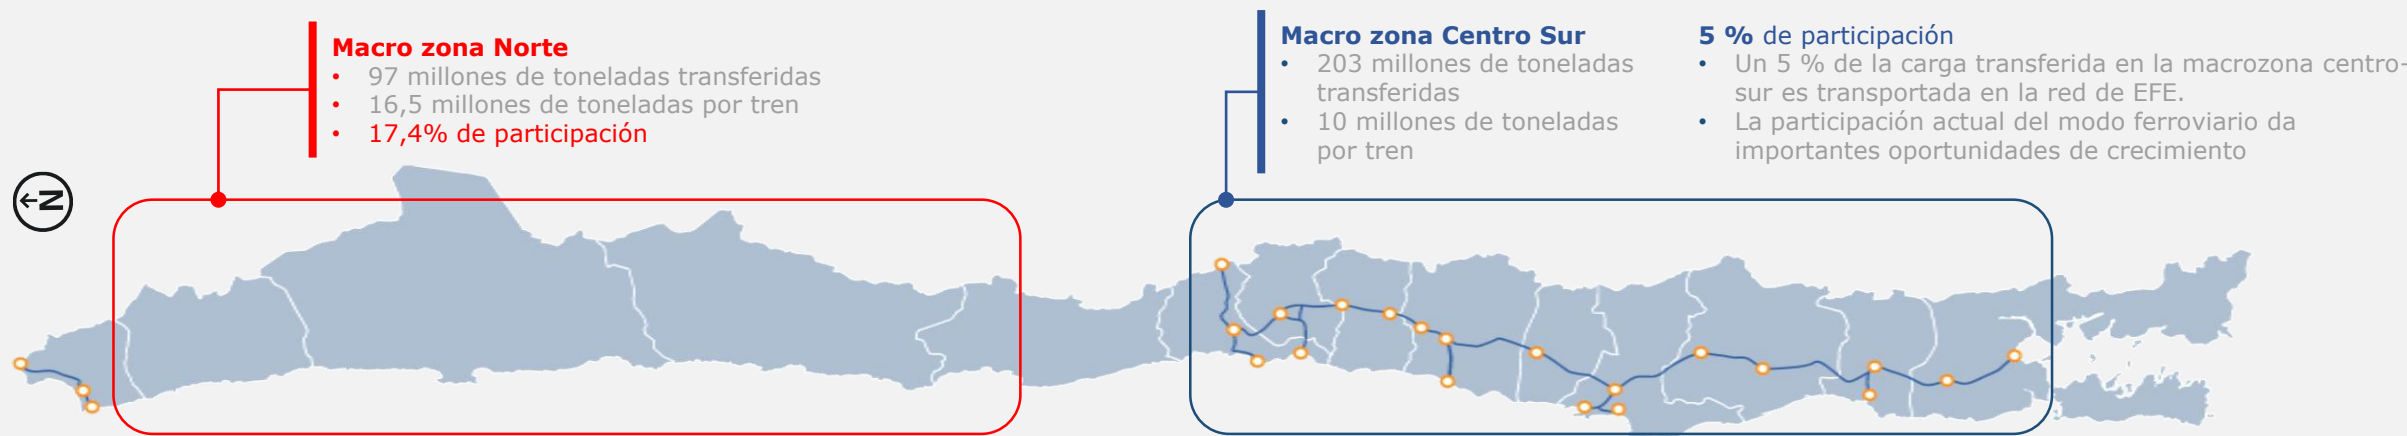 Macro zona Norte
• 97 millones de toneladas transferidas
• 16,5 millones de toneladas por tren
• 17,4% de participación
Macro zona Centro Sur
• 203 millones de toneladas
transferidas
• 10 millones de toneladas
por tren
5 % de participación
• Un 5 % de la carga transferida en la macrozona centro-
sur es transportada en la red de EFE.
• La participación actual del modo ferroviario da
importantes oportunidades de crecimiento
N